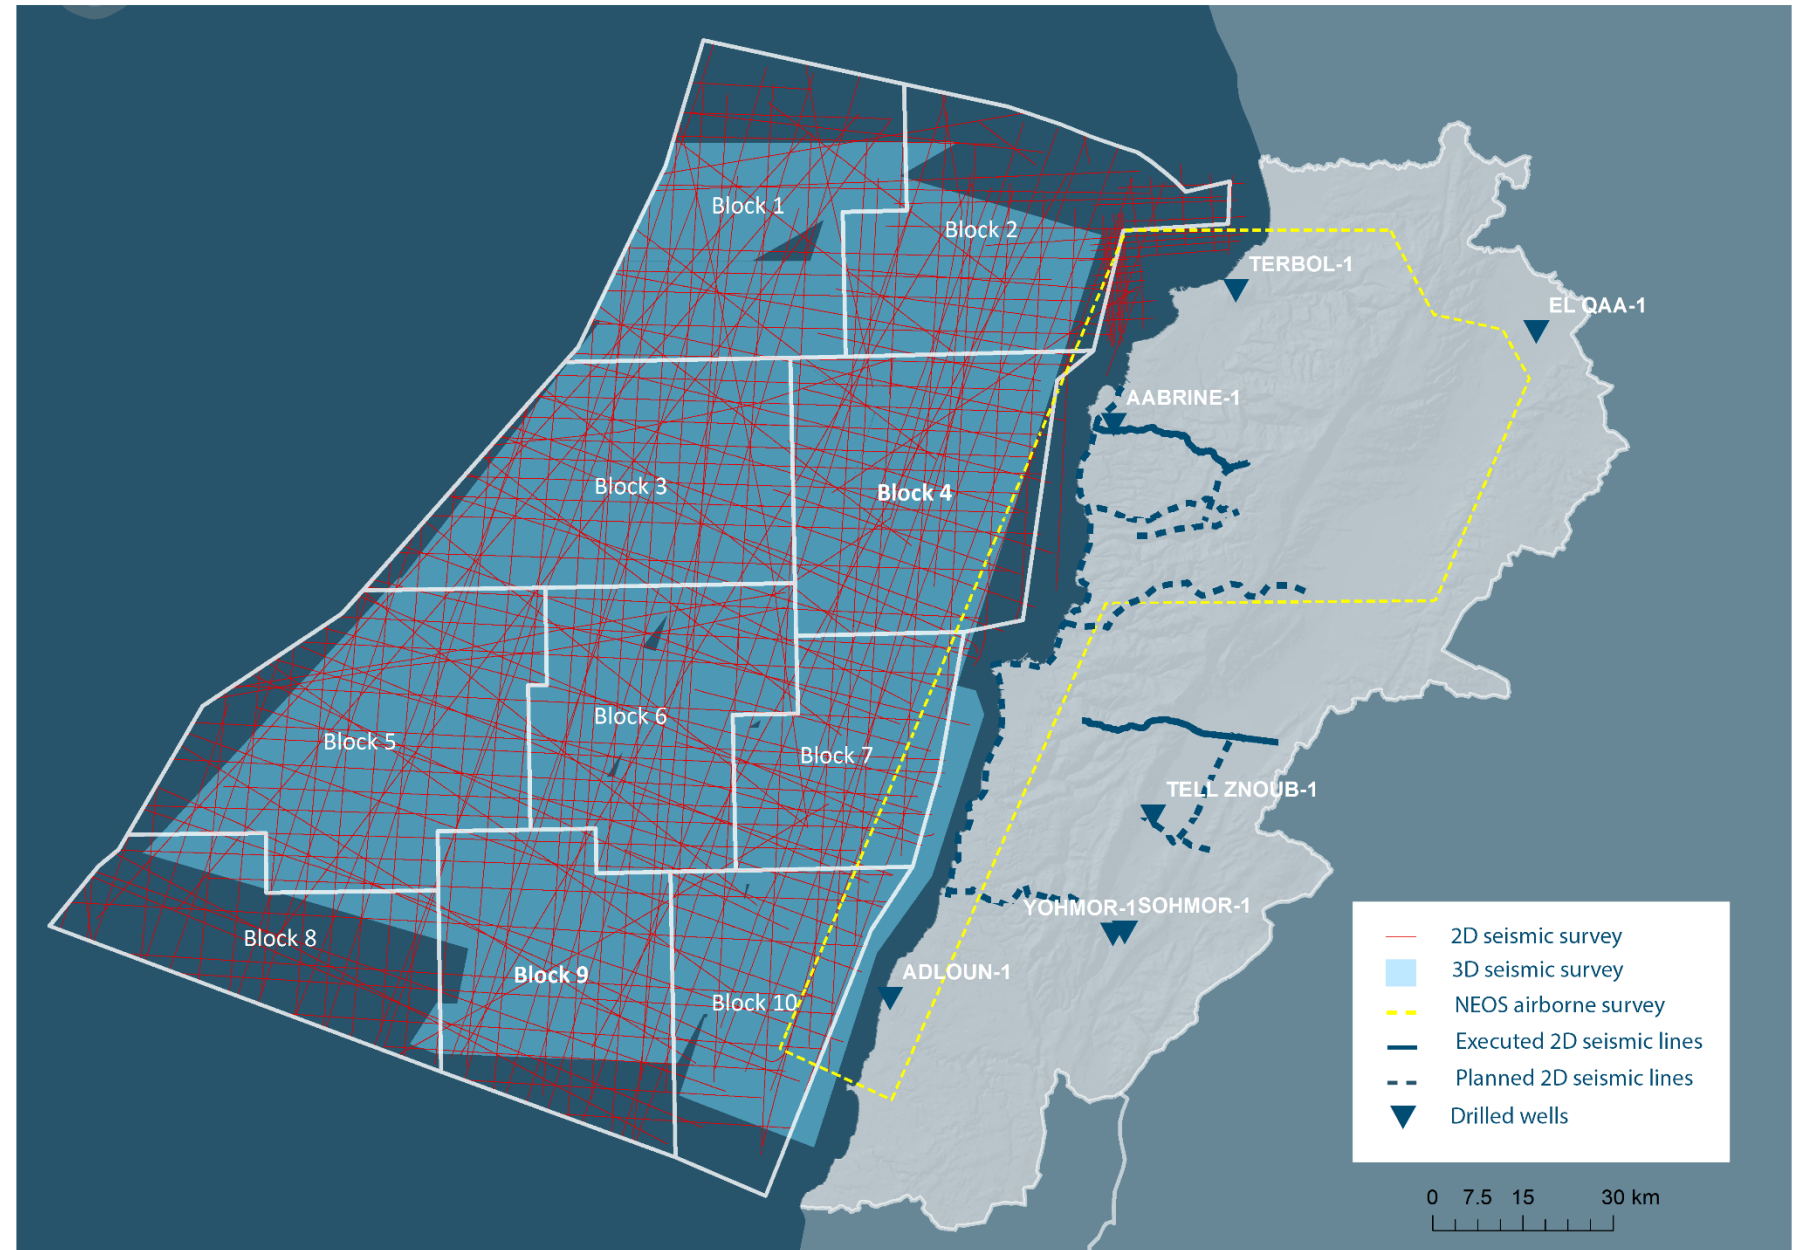 Block 1
Block 2
TERBOL-1
EL QAA-1
AABRINE-1
Block 3
Block 4
Block 6
Block 5
Block 7
TELL ZNOUB-1
YOHMOR-1
SOHMOR-1
Block 8
Block 9
ADLOUN-1
Block 10
2D seismic survey
3D seismic survey
NEOS airborne survey
Executed 2D seismic lines
Planned 2D seismic lines
Drilled wells
0 7.5 15 30 km